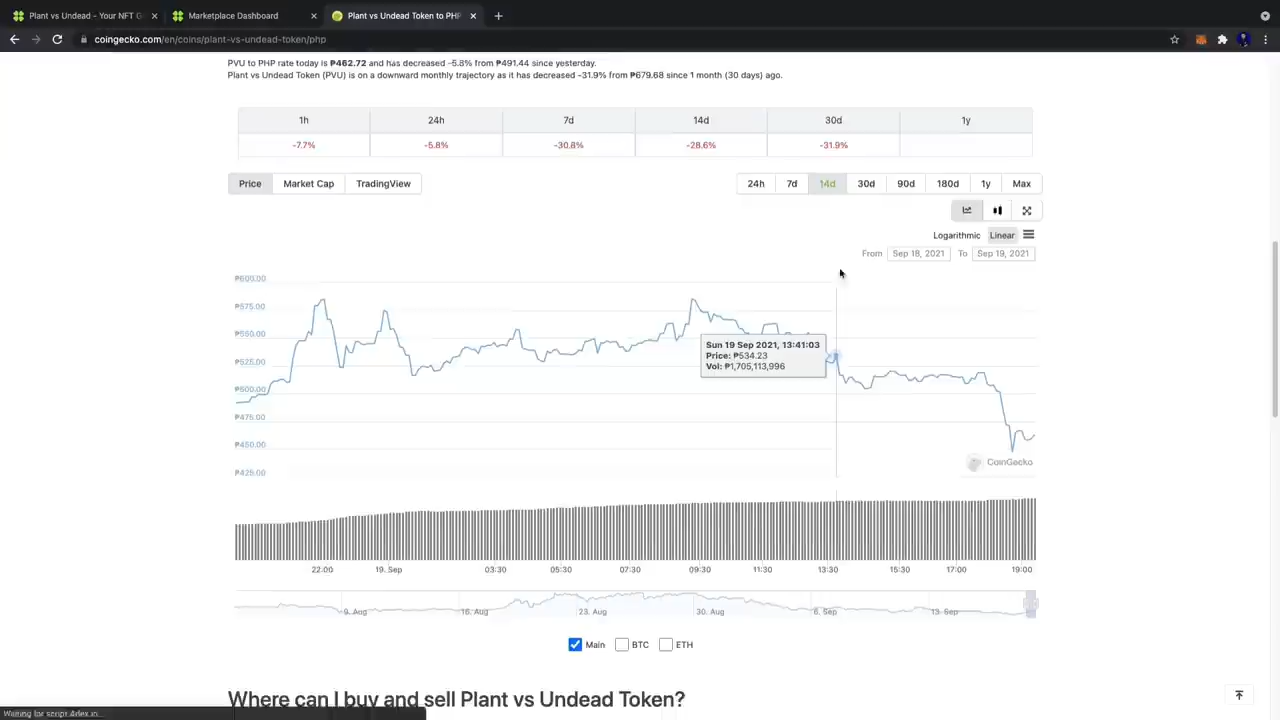 Plant vs Undead - Your NFT G
Marketplace Dashboard
Plant vs Undead Token to PHP
coingecko.com/en/coins/plant-vs-undead-token/php
PVU to PHP rate today is ₱462.72 and has decreased -5.8% from ₱491.44 since yesterday.
Plant vs Undead Token (PVU) is on a downward monthly trajectory as it has decreased -31.9% from ₱679.68 since 1 month (30 days) ago.
1h 24h 7d 14d 30d 1y
-7.7% -5.8% -30.8% -28.6% -31.9%
Price Market Cap TradingView 24h 7d 14d 30d 90d 180d 1y Max
Logarithmic Linear
From Sep 18, 2021 To Sep 19, 2021
₱600.00
₱575.00
₱550.00
₱525.00
₱500.00
₱475.00
₱450.00
₱425.00
Sun 19 Sep 2021, 13:41:03
Price: ₱534.23
Vol: ₱1,705,113,996
CoinGecko
22:00 19. Sep 03:30 05:30 07:30 09:30 11:30 13:30 15:30 17:00 19:00
9. Aug 16. Aug 23. Aug 30. Aug 6. Sep 13. Sep
Main BTC ETH
Where can I buy and sell Plant vs Undead Token?